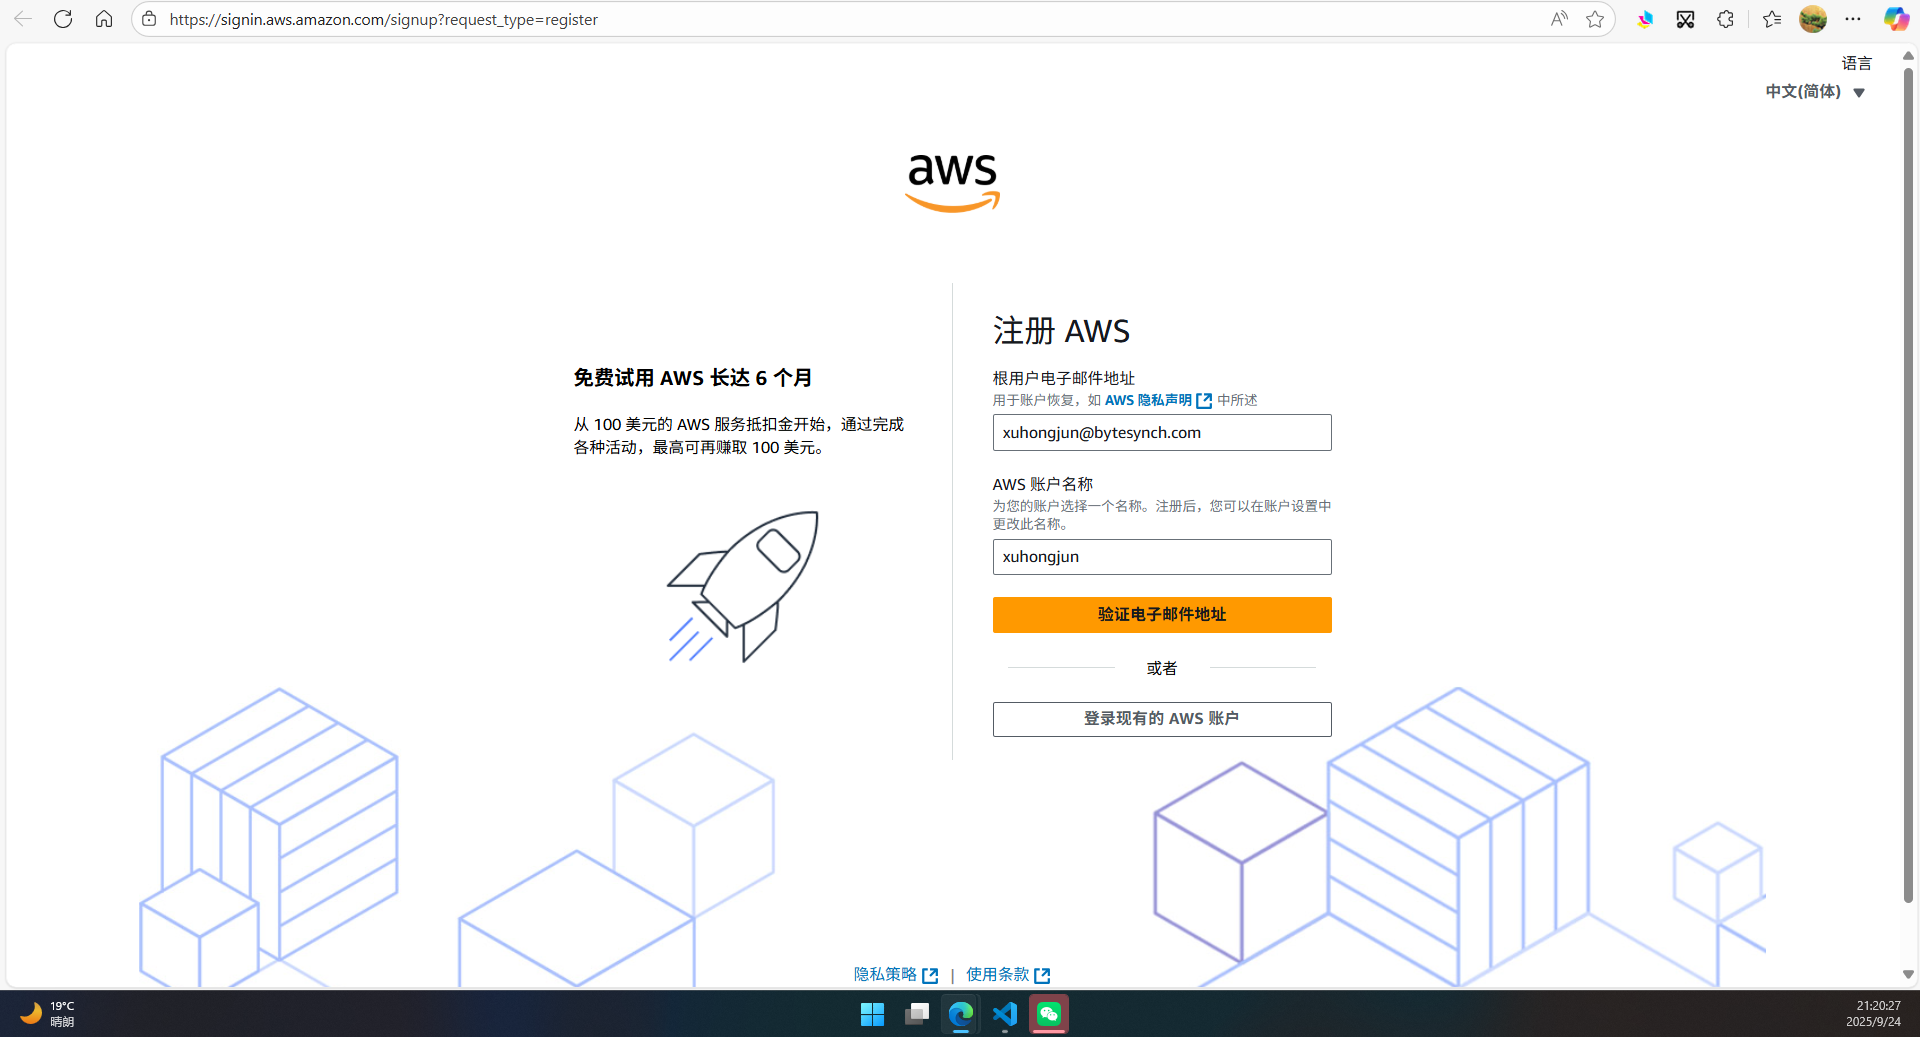 https://signin.aws.amazon.com/signup?request_type=register
语言
中文(简体)
aws
注册 AWS
免费试用 AWS 长达 6 个月
从 100 美元的 AWS 服务抵扣金开始，通过完成
各种活动，最高可再赚取 100 美元。
根用户电子邮件地址
用于账户恢复，如 AWS 隐私声明 中所述
xuhongjun@bytesynch.com
AWS 账户名称
为您的账户选择一个名称。注册后，您可以在账户设置中
更改此名称。
xuhongjun
验证电子邮件地址
或者
登录现有的 AWS 账户
隐私策略 | 使用条款
19°C
晴朗
21:20:27
2025/9/24